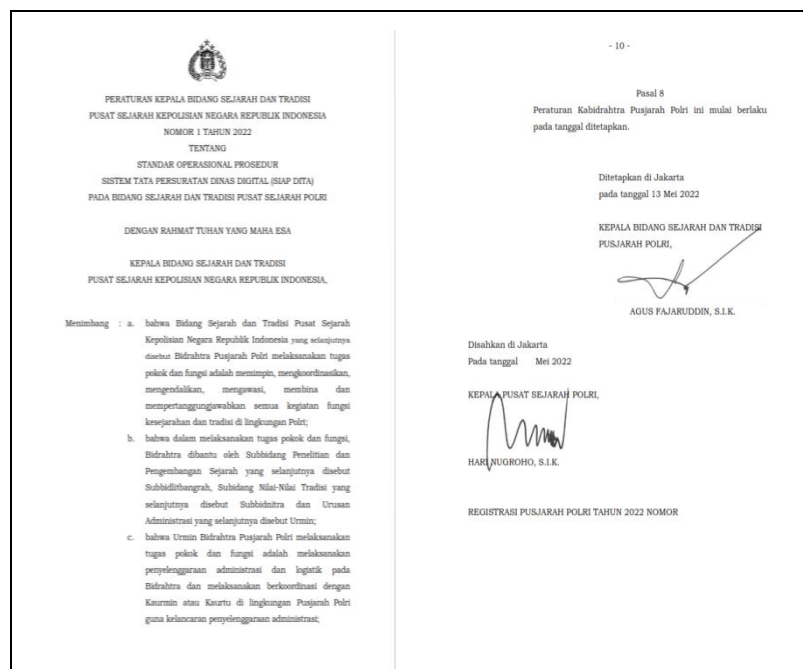 PERATURAN KEPALA BIDANG SEJARAH DAN TRADISI
PUSAT SEJARAH KEPOLISIAN NEGARA REPUBLIK INDONESIA
NOMOR 1 TAHUN 2022
TENTANG
STANDAR OPERASIONAL PROSEDUR
SISTEM TATA PERSURATAN DINAS DIGITAL (SIAP DITA)
PADA BIDANG SEJARAH DAN TRADISI PUSAT SEJARAH POLRI
DENGAN RAHMAT TUHAN YANG MAHA ESA
KEPALA BIDANG SEJARAH DAN TRADISI
PUSAT SEJARAH KEPOLISIAN NEGARA REPUBLIK INDONESIA,
Menimbang : a. bahwa Bidang Sejarah dan Tradisi Pusat Sejarah
Kepolisian Negara Republik Indonesia yang selanjutnya
disebut Bidrahtra Pusjarah Polri melaksanakan tugas
pokok dan fungsi adalah memimpin, mengkoordinasikan,
mengendalikan, mengawasi, membina dan
mempertanggungjawabkan semua kegiatan fungsi
kesejarahan dan tradisi di lingkungan Polri;
b. bahwa dalam melaksanakan tugas pokok dan fungsi,
Bidrahtra dibantu oleh Subbidang Penelitian dan
Pengembangan Sejarah yang selanjutnya disebut
Subbidlitbangrah, Subidang Nilai-Nilai Tradisi yang
selanjutnya disebut Subbidnitra dan Urusan
Administrasi yang selanjutnya disebut Urmin;
c. bahwa Urmin Bidrahtra Pusjarah Polri melaksanakan
tugas pokok dan fungsi adalah melaksanakan
penyelenggaraan administrasi dan logistik pada
Bidrahtra dan melaksanakan berkoordinasi dengan
Kaurmin atau Kaurtu di lingkungan Pusjarah Polri
guna kelancaran penyelenggaraan administrasi;
- 10 -
Pasal 8
Peraturan Kabidrahtra Pusjarah Polri ini mulai berlaku
pada tanggal ditetapkan.
Ditetapkan di Jakarta
pada tanggal 13 Mei 2022
KEPALA BIDANG SEJARAH DAN TRADISI
PUSJARAH POLRI,
AGUS FAJARUDDIN, S.I.K.
Disahkan di Jakarta
Pada tanggal Mei 2022
KEPALA PUSAT SEJARAH POLRI,
HARI NUGROHO, S.I.K.
REGISTRASI PUSJARAH POLRI TAHUN 2022 NOMOR